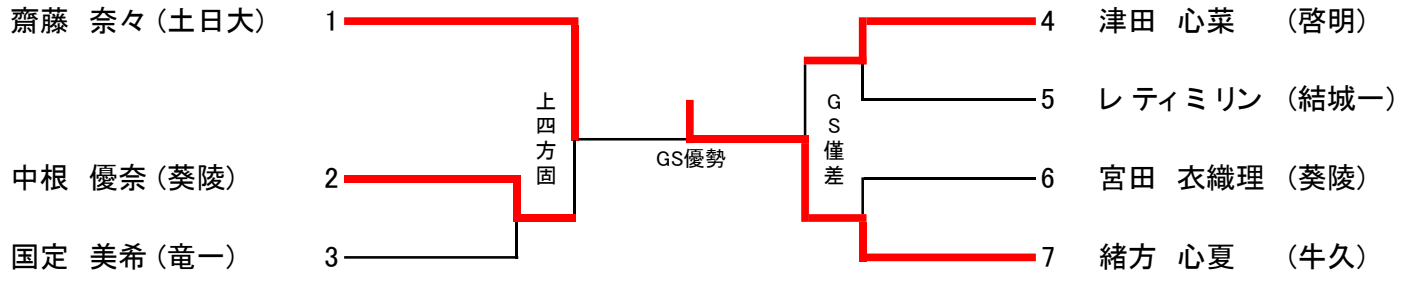 齋藤 奈々（土日大） 1
中根 優奈（葵陵） 2
国定 美希（竜一） 3
上四方固
GS優勢
GS僅差
4 津田 心菜 （啓明）
5 レ ティミリン （結城一）
6 宮田 衣織理 （葵陵）
7 緒方 心夏 （牛久）